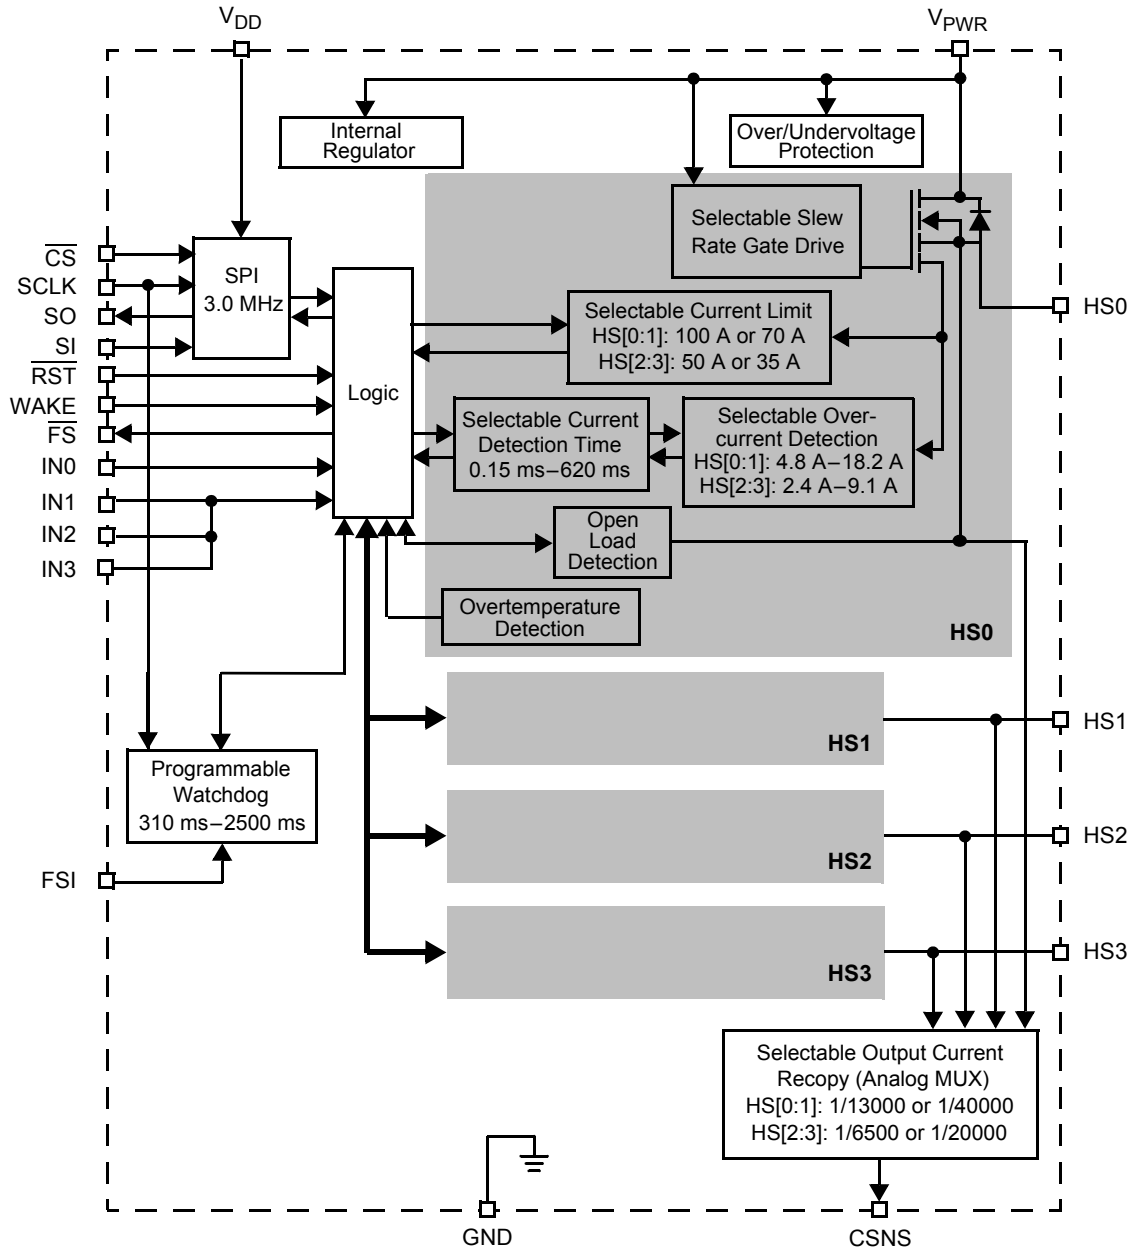 VDD
VPWR
Internal
Regulator
Over/Undervoltage
Protection
Selectable Slew
Rate Gate Drive
CS
SCLK
SO
SI
RST
WAKE
FS
IN0
IN1
IN2
IN3
SPI
3.0 MHz
Logic
Selectable Current Limit
HS[0:1]: 100 A or 70 A
HS[2:3]: 50 A or 35 A
HS0
Selectable Current
Detection Time
0.15 ms–620 ms
Selectable Over-
current Detection
HS[0:1]: 4.8 A–18.2 A
HS[2:3]: 2.4 A–9.1 A
Open
Load
Detection
Overtemperature
Detection
HS0
HS1
HS1
Programmable
Watchdog
310 ms–2500 ms
HS2
HS2
FSI
HS3
HS3
Selectable Output Current
Recopy (Analog MUX)
HS[0:1]: 1/13000 or 1/40000
HS[2:3]: 1/6500 or 1/20000
GND
CSNS